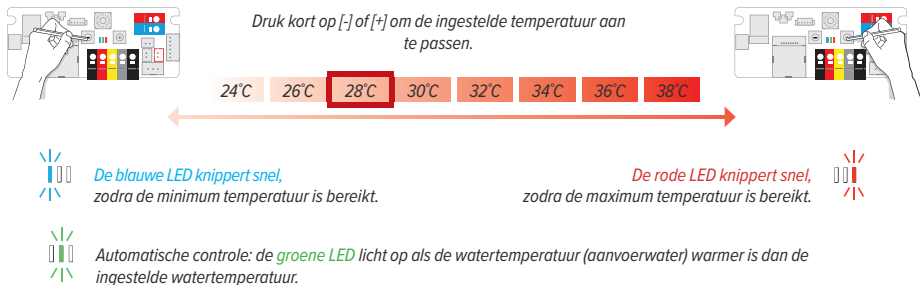 Druk kort op [-] of [+] om de ingestelde temperatuur aan
te passen.
24°C 26°C 28°C 30°C 32°C 34°C 36°C 38°C
De blauwe LED knippert snel,
zodra de minimum temperatuur is bereikt.
De rode LED knippert snel,
zodra de maximum temperatuur is bereikt.
Automatische controle: de groene LED licht op als de watertemperatuur (aanvoerwater) warmer is dan de
ingestelde watertemperatuur.